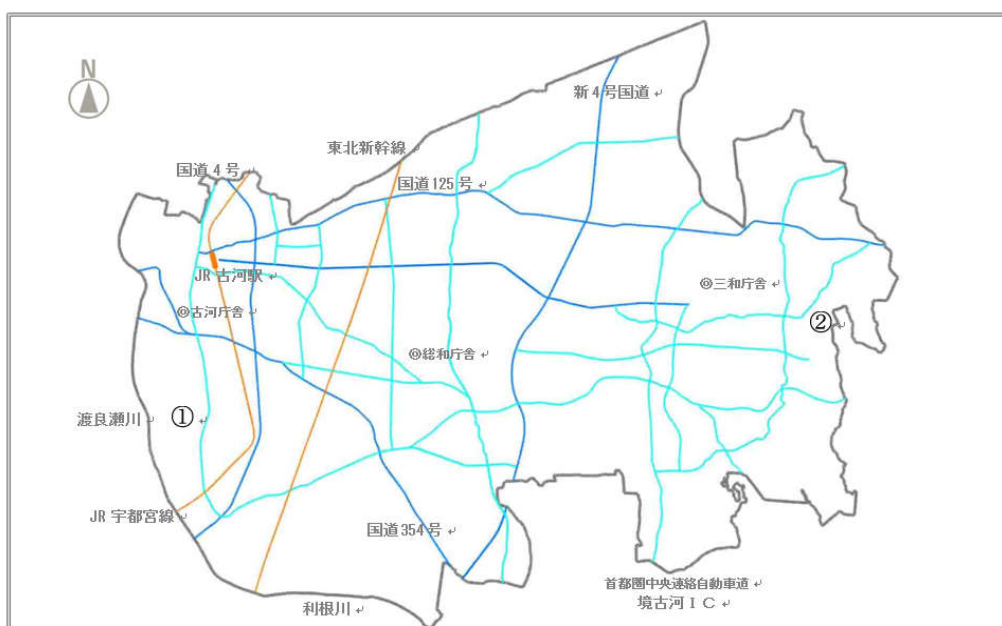 N
新4号国道
東北新幹線
国道4号
国道125号
JR古河駅
◎三和庁舎
◎古河庁舎
②
◎総和庁舎
渡良瀬川
①
JR宇都宮線
国道354号
首都圏中央連絡自動車道
境古河IC
利根川